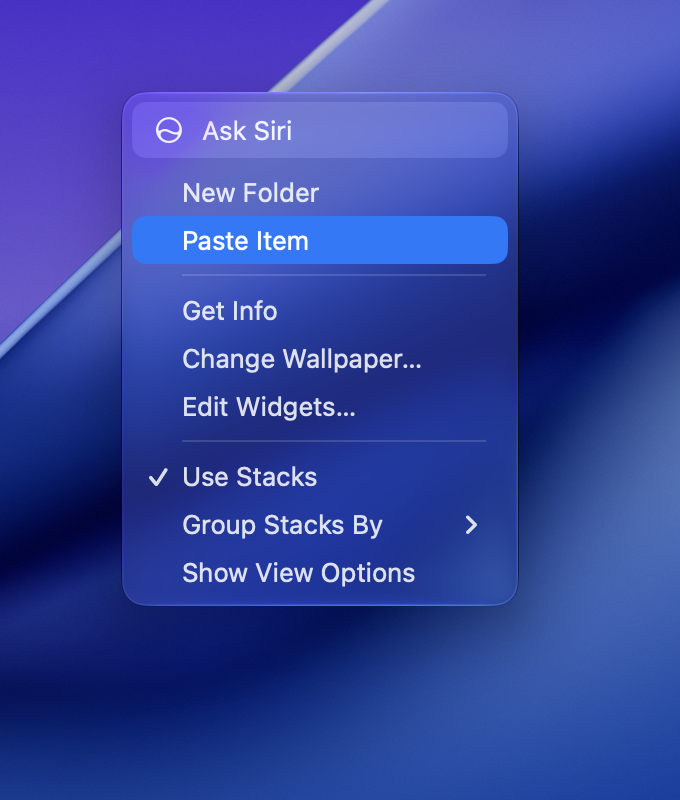 Ask Siri
New Folder
Paste Item
Get Info
Change Wallpaper...
Edit Widgets...
Use Stacks
Group Stacks By
Show View Options